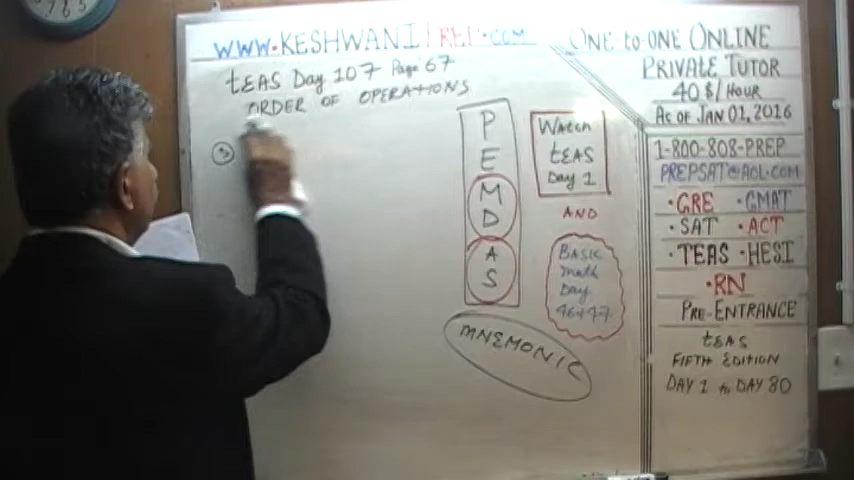 WWW.KESHWANIPREP.COM
TEAS Day 107 Page 67
ORDER OF OPERATIONS
P
E
M
D
A
S
MNEMONIC
Watch
TEAS
Day 1
AND
BASIC
Math
Day
46+47
ONE to ONE ONLINE
PRIVATE TUTOR
40 $/HOUR
AS OF JAN 01, 2016
1-800-808-PREP
PREPSAT@AOL.COM
•GRE •GMAT
•SAT •ACT
•TEAS •HESI
•RN
PRE-ENTRANCE
TEAS
FIFTH EDITION
DAY 1 to DAY 80